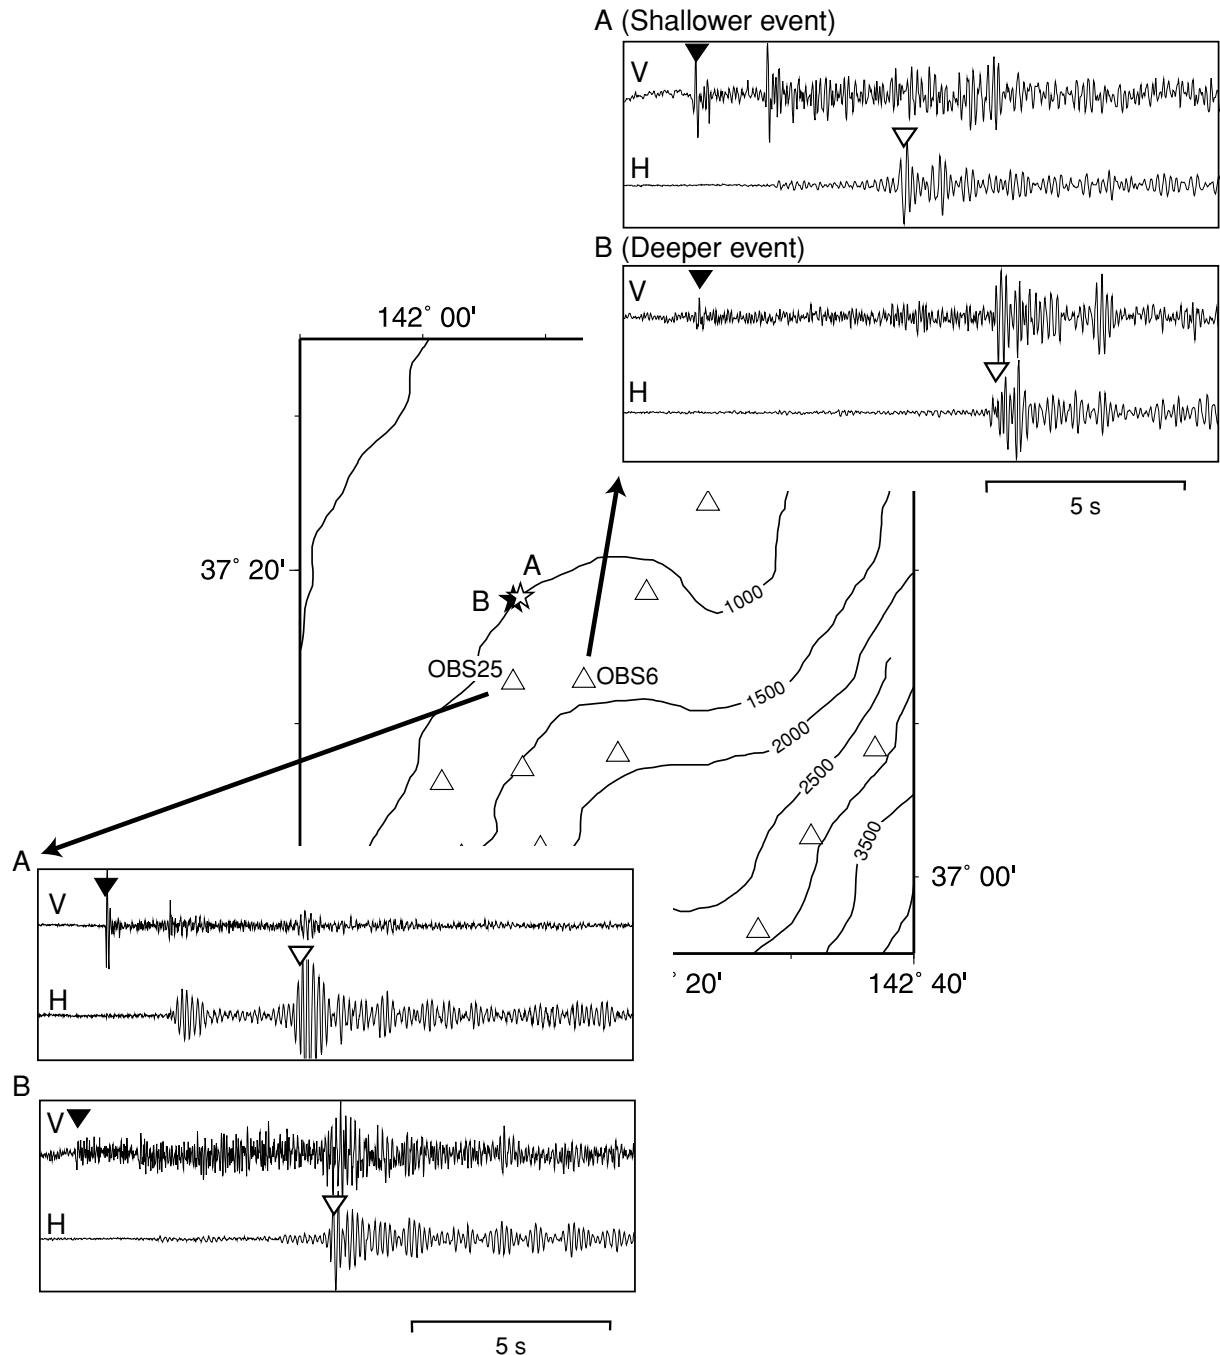 A (Shallower event)
V
H
B (Deeper event)
V
H
5 s
142° 00'
37° 20'
A
B
1000
OBS25
OBS6
1500
2000
2500
3500
37° 00'
° 20'
142° 40'
A
V
H
B
V
H
5 s